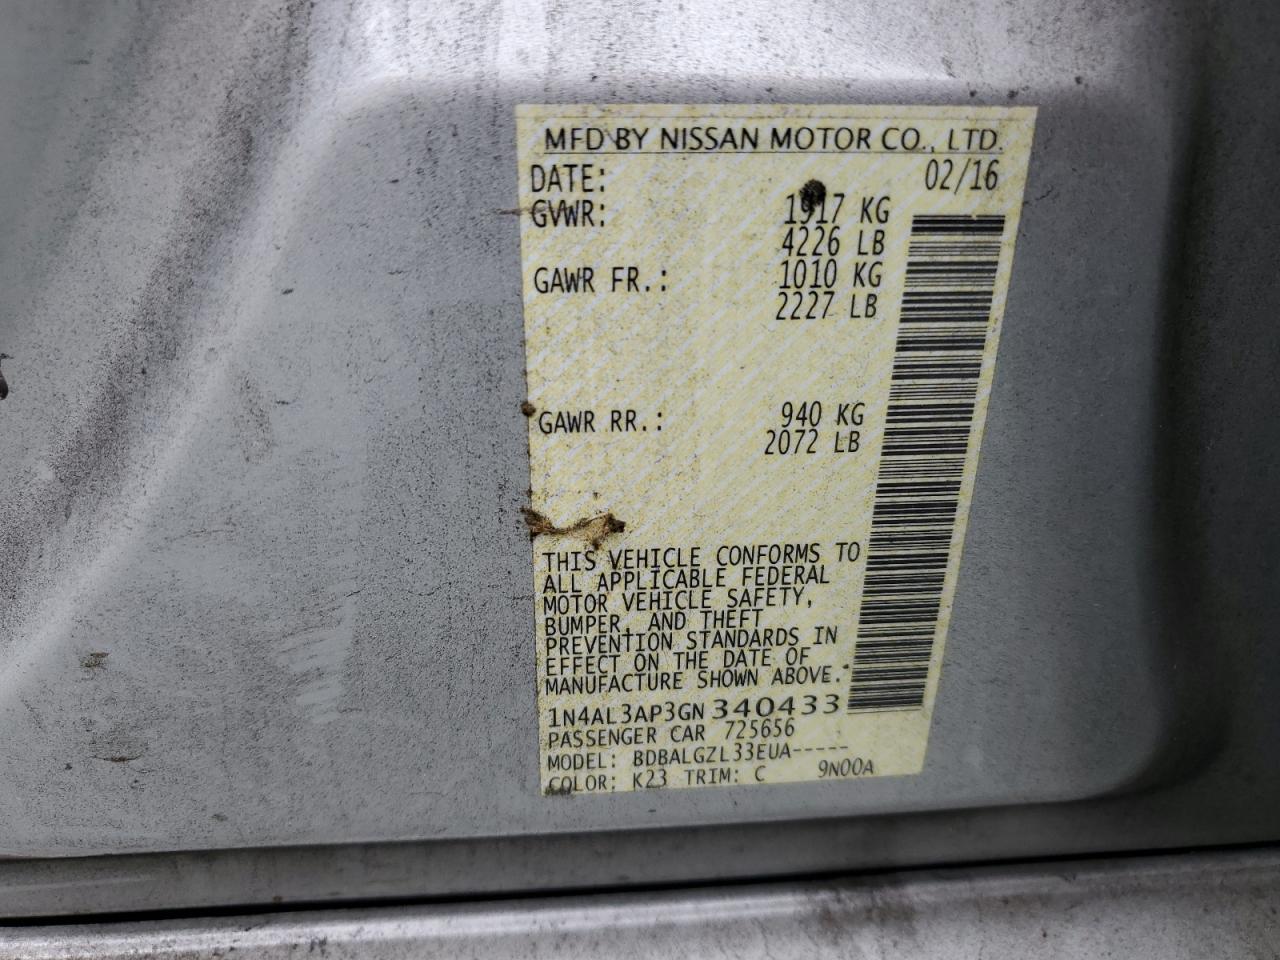 MFD BY NISSAN MOTOR CO., LTD.
DATE: 02/16
GVWR: 1917 KG
4226 LB
GAWR FR.: 1010 KG
2227 LB
GAWR RR.: 940 KG
2072 LB
THIS VEHICLE CONFORMS TO
ALL APPLICABLE FEDERAL
MOTOR VEHICLE SAFETY,
BUMPER, AND THEFT
PREVENTION STANDARDS IN
EFFECT ON THE DATE OF
MANUFACTURE SHOWN ABOVE.
1N4AL3AP3GN340433
PASSENGER CAR 725656
MODEL: BDBALGZL33EUA-----
COLOR: K23 TRIM: C 9N00A